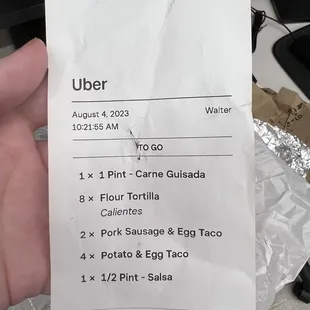 Uber
August 4, 2023 Waiter
10:21:55 AM
TO GO
1 × 1 Pint - Carne Guisada
8 × Flour Tortilla
Calientes
2 × Pork Sausage & Egg Taco
4 × Potato & Egg Taco
1 × 1/2 Pint - Salsa